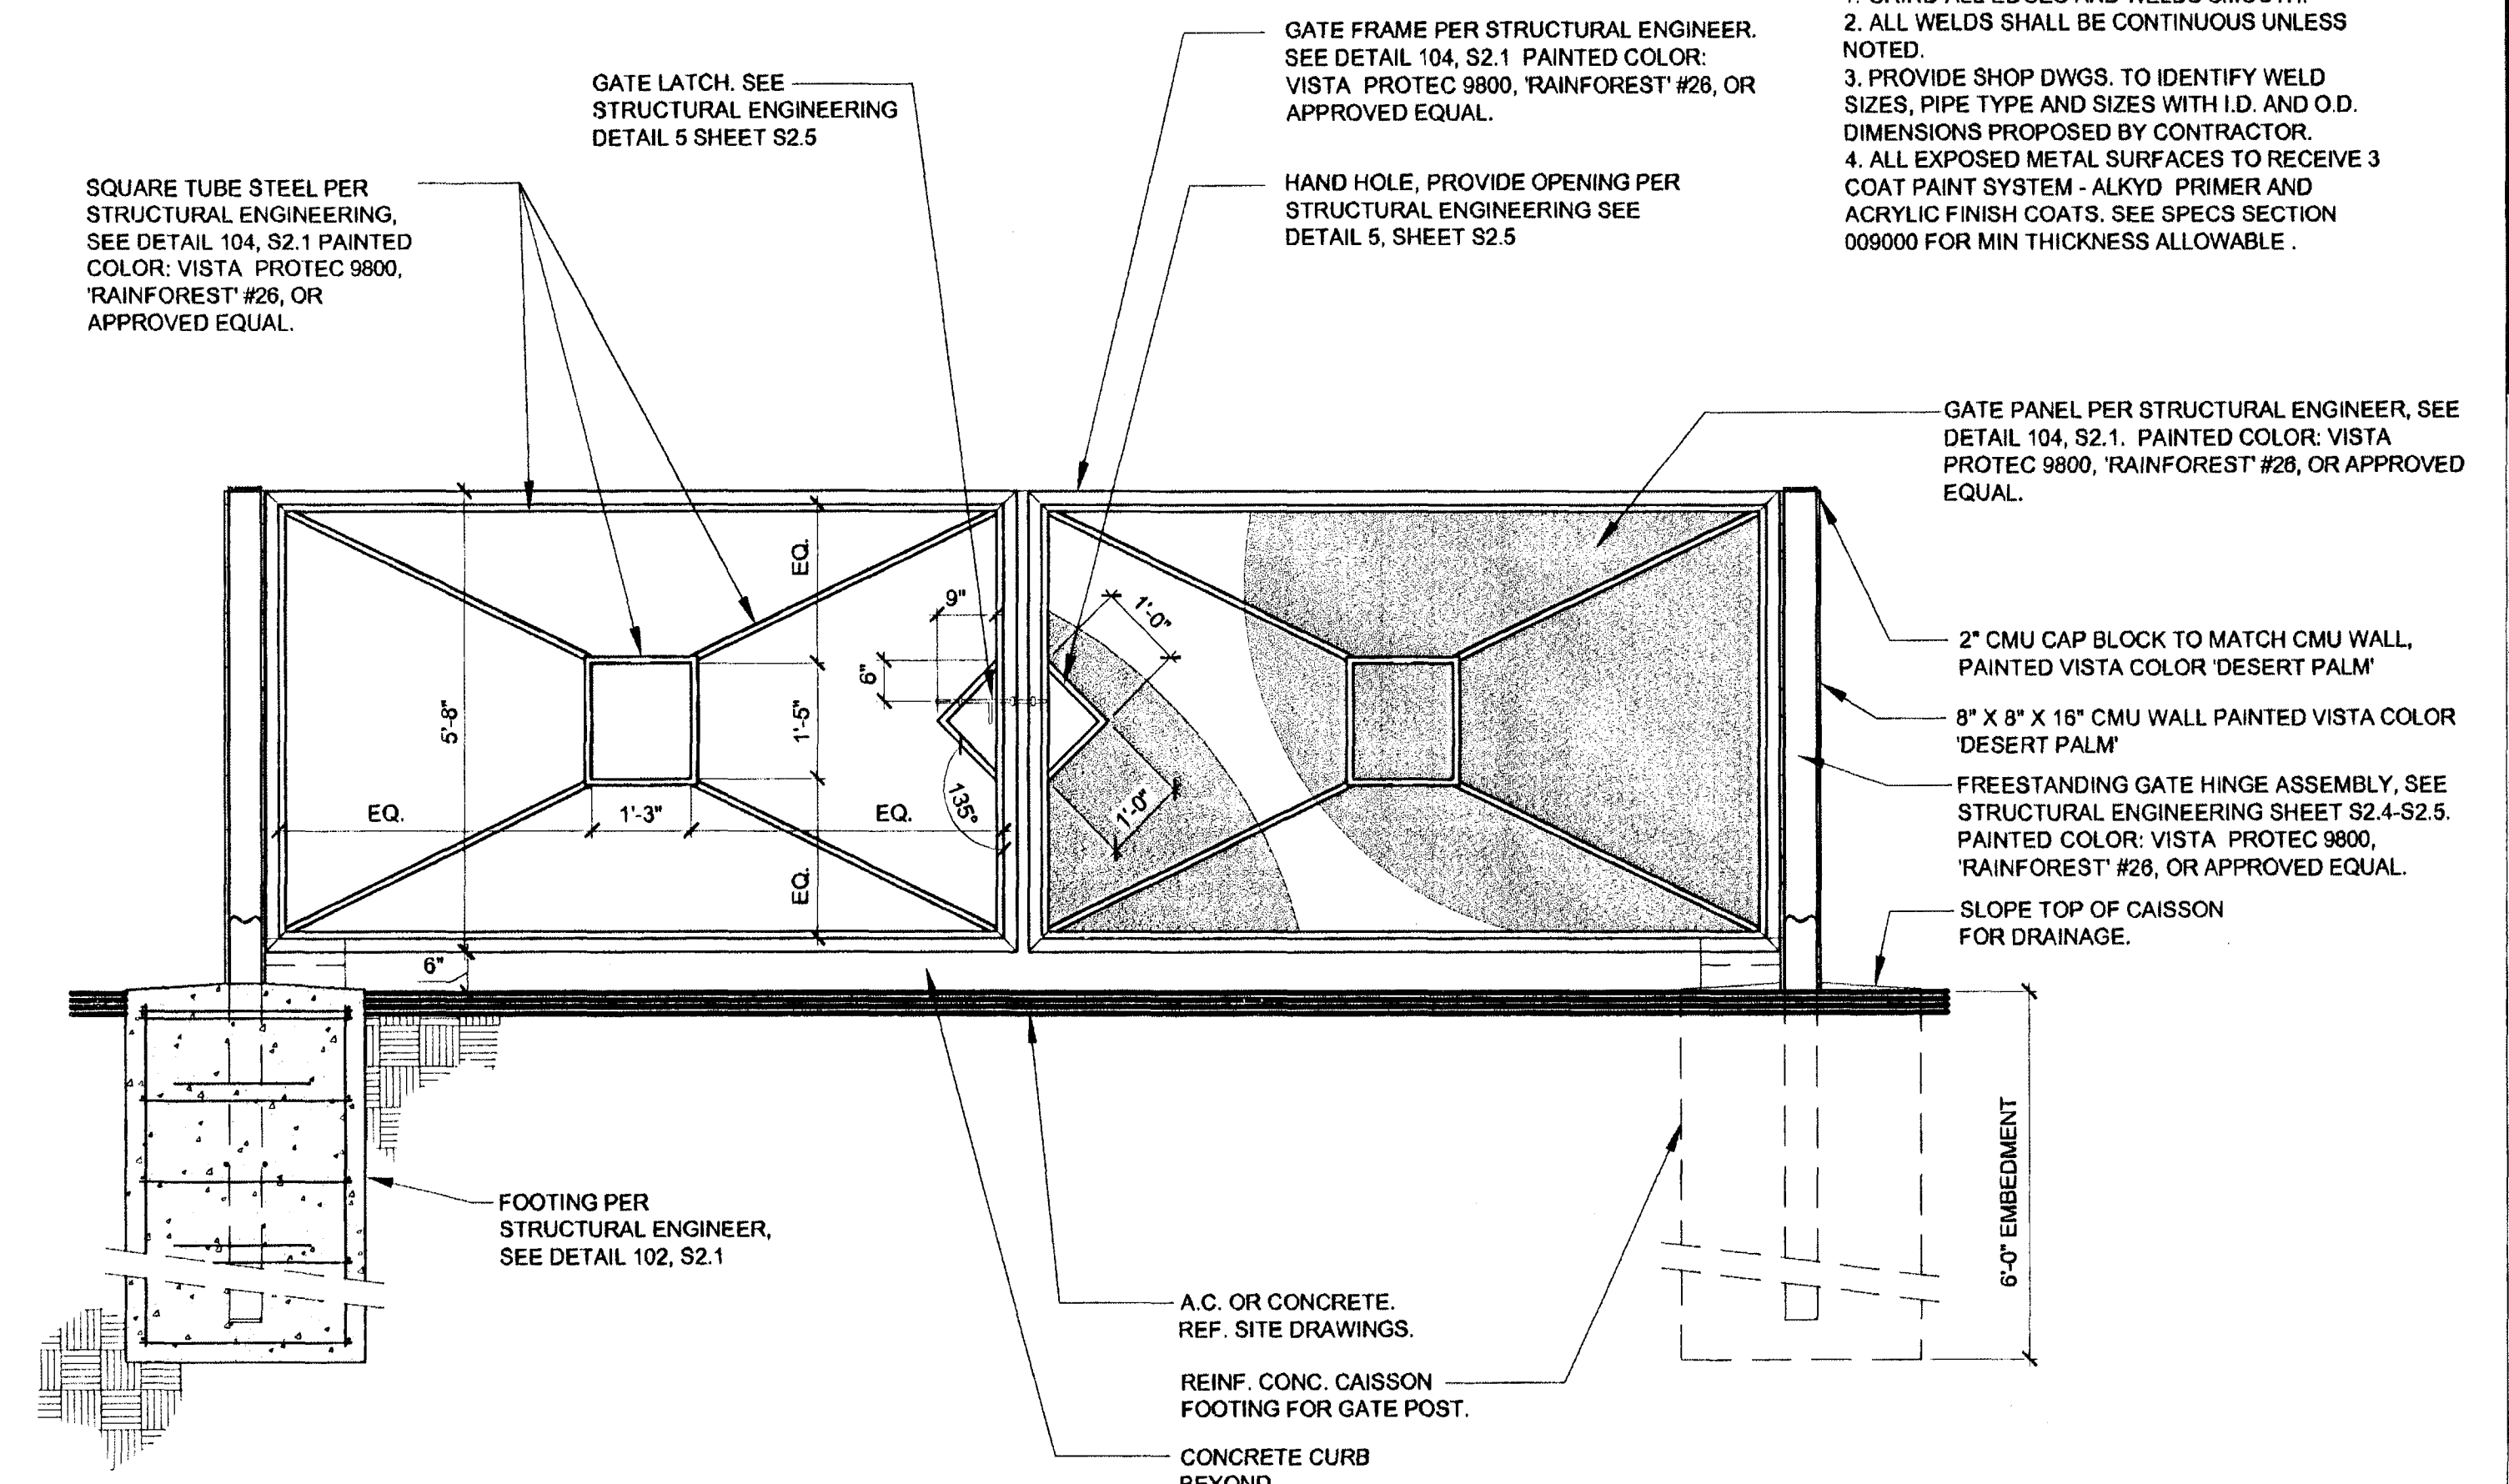 1. GRIND ALL EDGES AND WELDS SMOOTH.
2. ALL WELDS SHALL BE CONTINUOUS UNLESS
NOTED.
3. PROVIDE SHOP DWGS. TO IDENTIFY WELD
SIZES, PIPE TYPE AND SIZES WITH I.D. AND O.D.
DIMENSIONS PROPOSED BY CONTRACTOR.
4. ALL EXPOSED METAL SURFACES TO RECEIVE 3
COAT PAINT SYSTEM - ALKYD PRIMER AND
ACRYLIC FINISH COATS. SEE SPECS SECTION
009000 FOR MIN THICKNESS ALLOWABLE .
GATE FRAME PER STRUCTURAL ENGINEER.
SEE DETAIL 104, S2.1 PAINTED COLOR:
VISTA PROTEC 9800, 'RAINFOREST' #26, OR
APPROVED EQUAL.
GATE LATCH. SEE
STRUCTURAL ENGINEERING
DETAIL 5 SHEET S2.5
HAND HOLE, PROVIDE OPENING PER
STRUCTURAL ENGINEERING SEE
DETAIL 5, SHEET S2.5
SQUARE TUBE STEEL PER
STRUCTURAL ENGINEERING,
SEE DETAIL 104, S2.1 PAINTED
COLOR: VISTA PROTEC 9800,
'RAINFOREST' #26, OR
APPROVED EQUAL.
GATE PANEL PER STRUCTURAL ENGINEER, SEE
DETAIL 104, S2.1. PAINTED COLOR: VISTA
PROTEC 9800, 'RAINFOREST' #26, OR APPROVED
EQUAL.
EQ.
9"
1'-0"
6"
5'-8"
1'-5"
2" CMU CAP BLOCK TO MATCH CMU WALL,
PAINTED VISTA COLOR 'DESERT PALM'
8" X 8" X 16" CMU WALL PAINTED VISTA COLOR
'DESERT PALM'
FREESTANDING GATE HINGE ASSEMBLY, SEE
STRUCTURAL ENGINEERING SHEET S2.4-S2.5.
PAINTED COLOR: VISTA PROTEC 9800,
'RAINFOREST' #26, OR APPROVED EQUAL.
EQ.
1'-3"
EQ.
135°
1'-0"
EQ.
SLOPE TOP OF CAISSON
FOR DRAINAGE.
6"
6'-0" EMBEDMENT
FOOTING PER
STRUCTURAL ENGINEER,
SEE DETAIL 102, S2.1
A.C. OR CONCRETE.
REF. SITE DRAWINGS.
REINF. CONC. CAISSON
FOOTING FOR GATE POST.
CONCRETE CURB
BEYOND